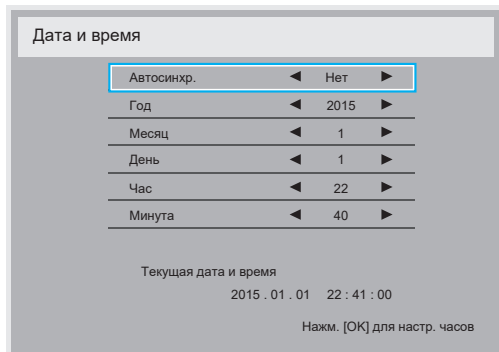 Дата и время
Автосинхр. ◄ Нет ►
Год ◄ 2015 ►
Месяц ◄ 1 ►
День ◄ 1 ►
Час ◄ 22 ►
Минута ◄ 40 ►
Текущая дата и время
2015 . 01 . 01 22 : 41 : 00
Нажм. [OK] для настр. часов